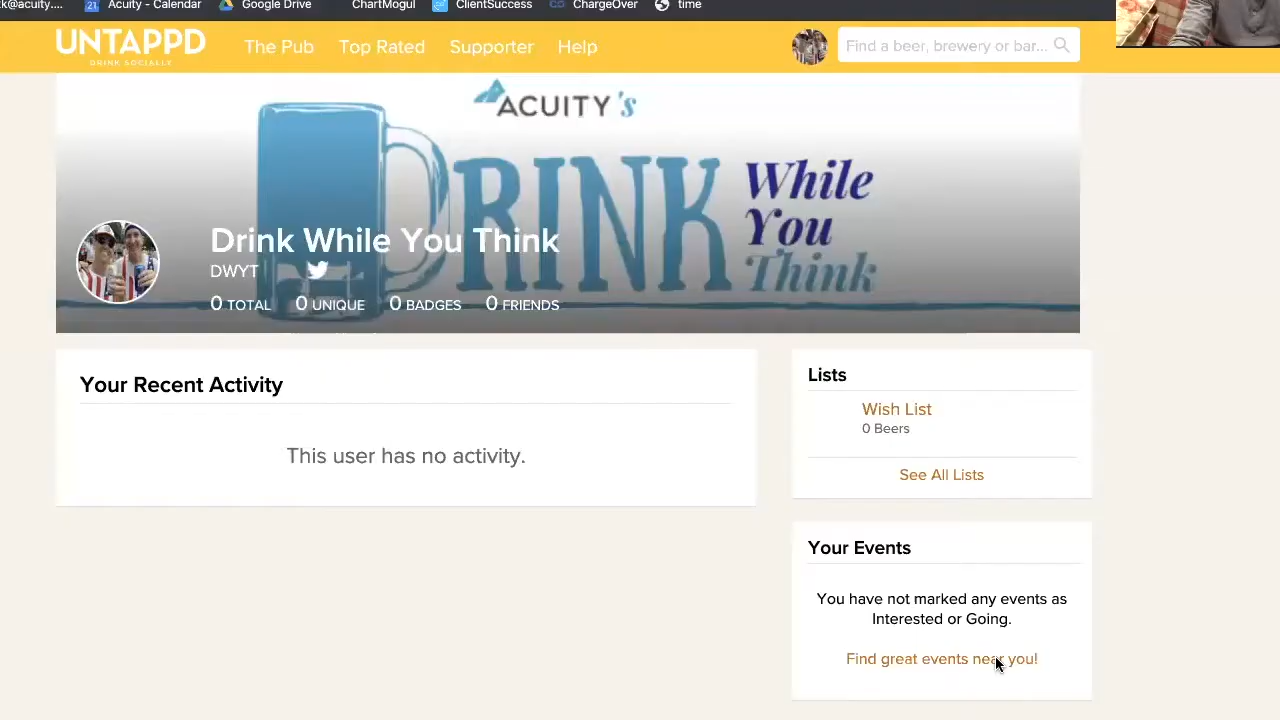 k@acuity....
21
Acuity - Calendar
Google Drive
ChartMogul
ClientSuccess
ChargeOver
time
UNTAPPD
DRINK SOCIALLY
The Pub
Top Rated
Supporter
Help
Find a beer, brewery or bar...
ACUITY's
DRINK
While
You
Think
Drink While You Think
DWYT
0 TOTAL 0 UNIQUE 0 BADGES 0 FRIENDS
Your Recent Activity
This user has no activity.
Lists
Wish List
0 Beers
See All Lists
Your Events
You have not marked any events as
Interested or Going.
Find great events near you!